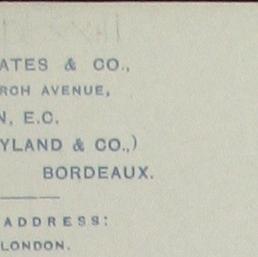 ATES & CO.,
RCH AVENUE,
N, E.C.
YLAND & CO.,)
BORDEAUX.
ADDRESS:
LONDON.